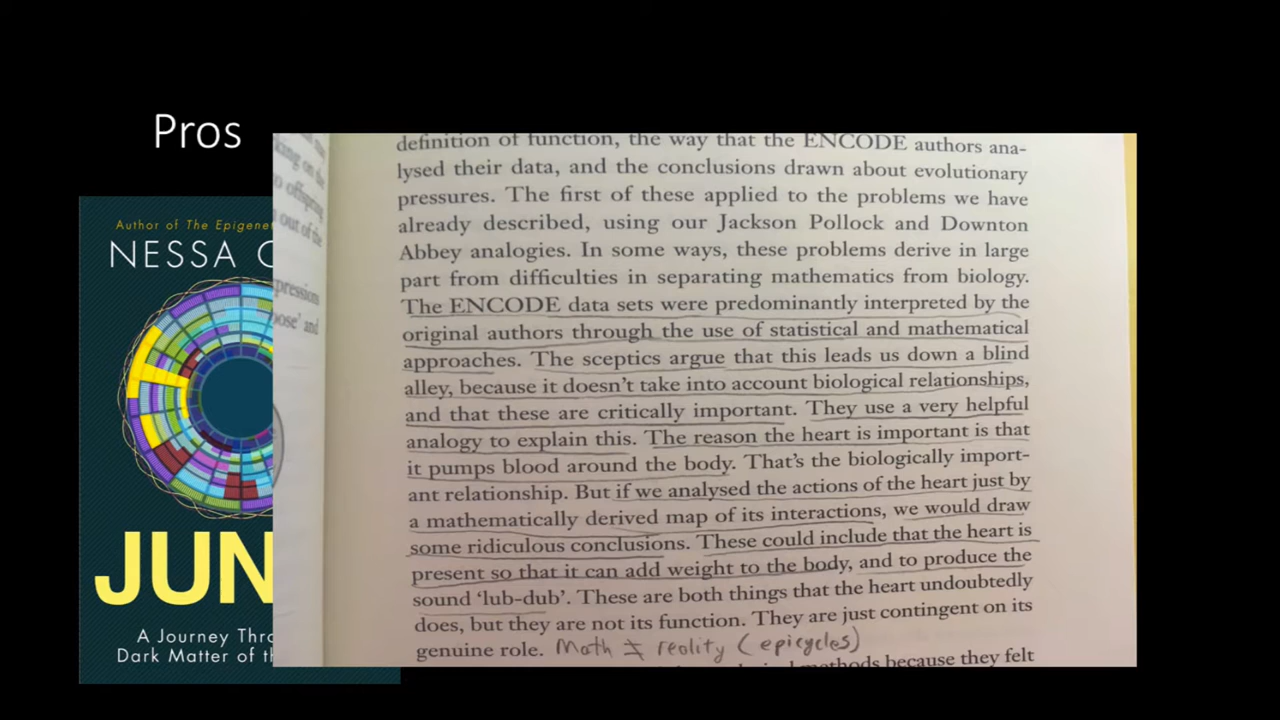 Pros
Author of The Epigene
NESSA C
JUN
A Journey Thro
Dark Matter of th
out of the
definition of function, the way that the ENCODE authors ana-
lysed their data, and the conclusions drawn about evolutionary
pressures. The first of these applied to the problems we have
already described, using our Jackson Pollock and Downton
Abbey analogies. In some ways, these problems derive in large
part from difficulties in separating mathematics from biology.
The ENCODE data sets were predominantly interpreted by the
original authors through the use of statistical and mathematical
approaches. The sceptics argue that this leads us down a blind
alley, because it doesn't take into account biological relationships,
and that these are critically important. They use a very helpful
analogy to explain this. The reason the heart is important is that
it pumps blood around the body. That's the biologically import-
ant relationship. But if we analysed the actions of the heart just by
a mathematically derived map of its interactions, we would draw
some ridiculous conclusions. These could include that the heart is
present so that it can add weight to the body, and to produce the
sound 'lub-dub'. These are both things that the heart undoubtedly
does, but they are not its function. They are just contingent on its
genuine role. Math ≠ reality (epicycles)
methods because they felt